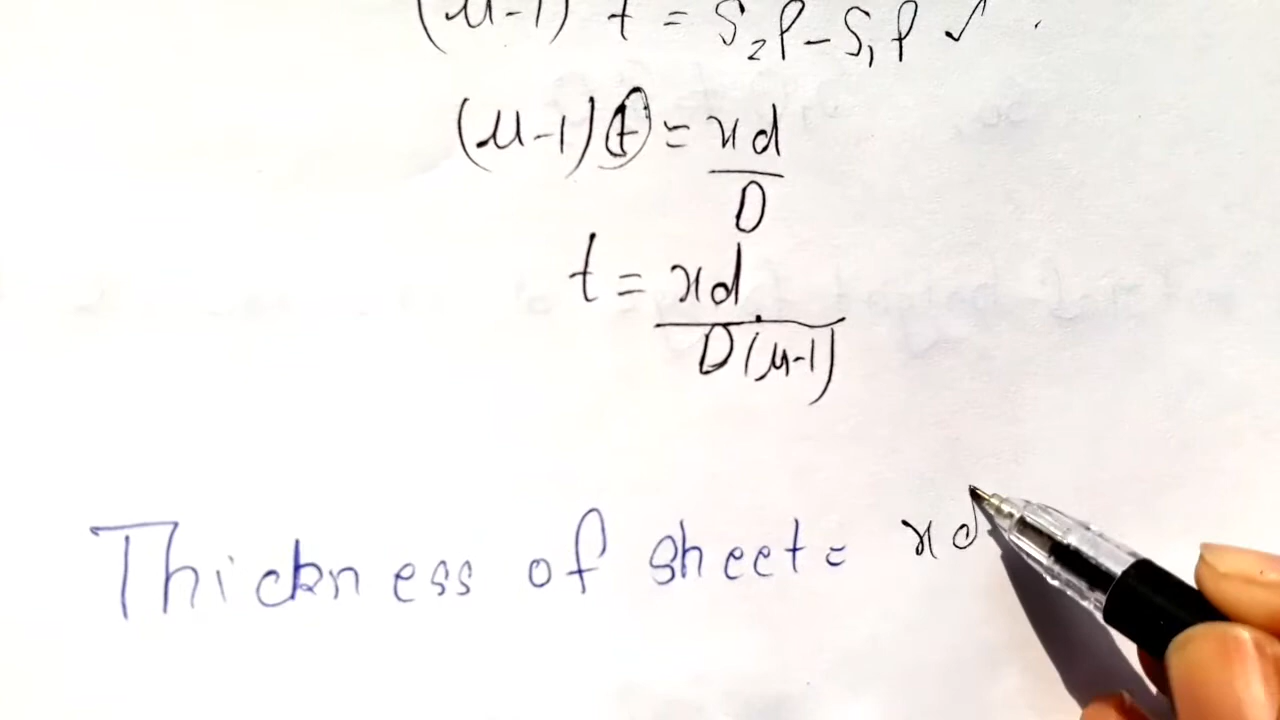 (μ-1) t = S₂P-S₁P ✓
(μ-1)t = xd/D
t = xd/D(μ-1)
Thickness of sheet = xd